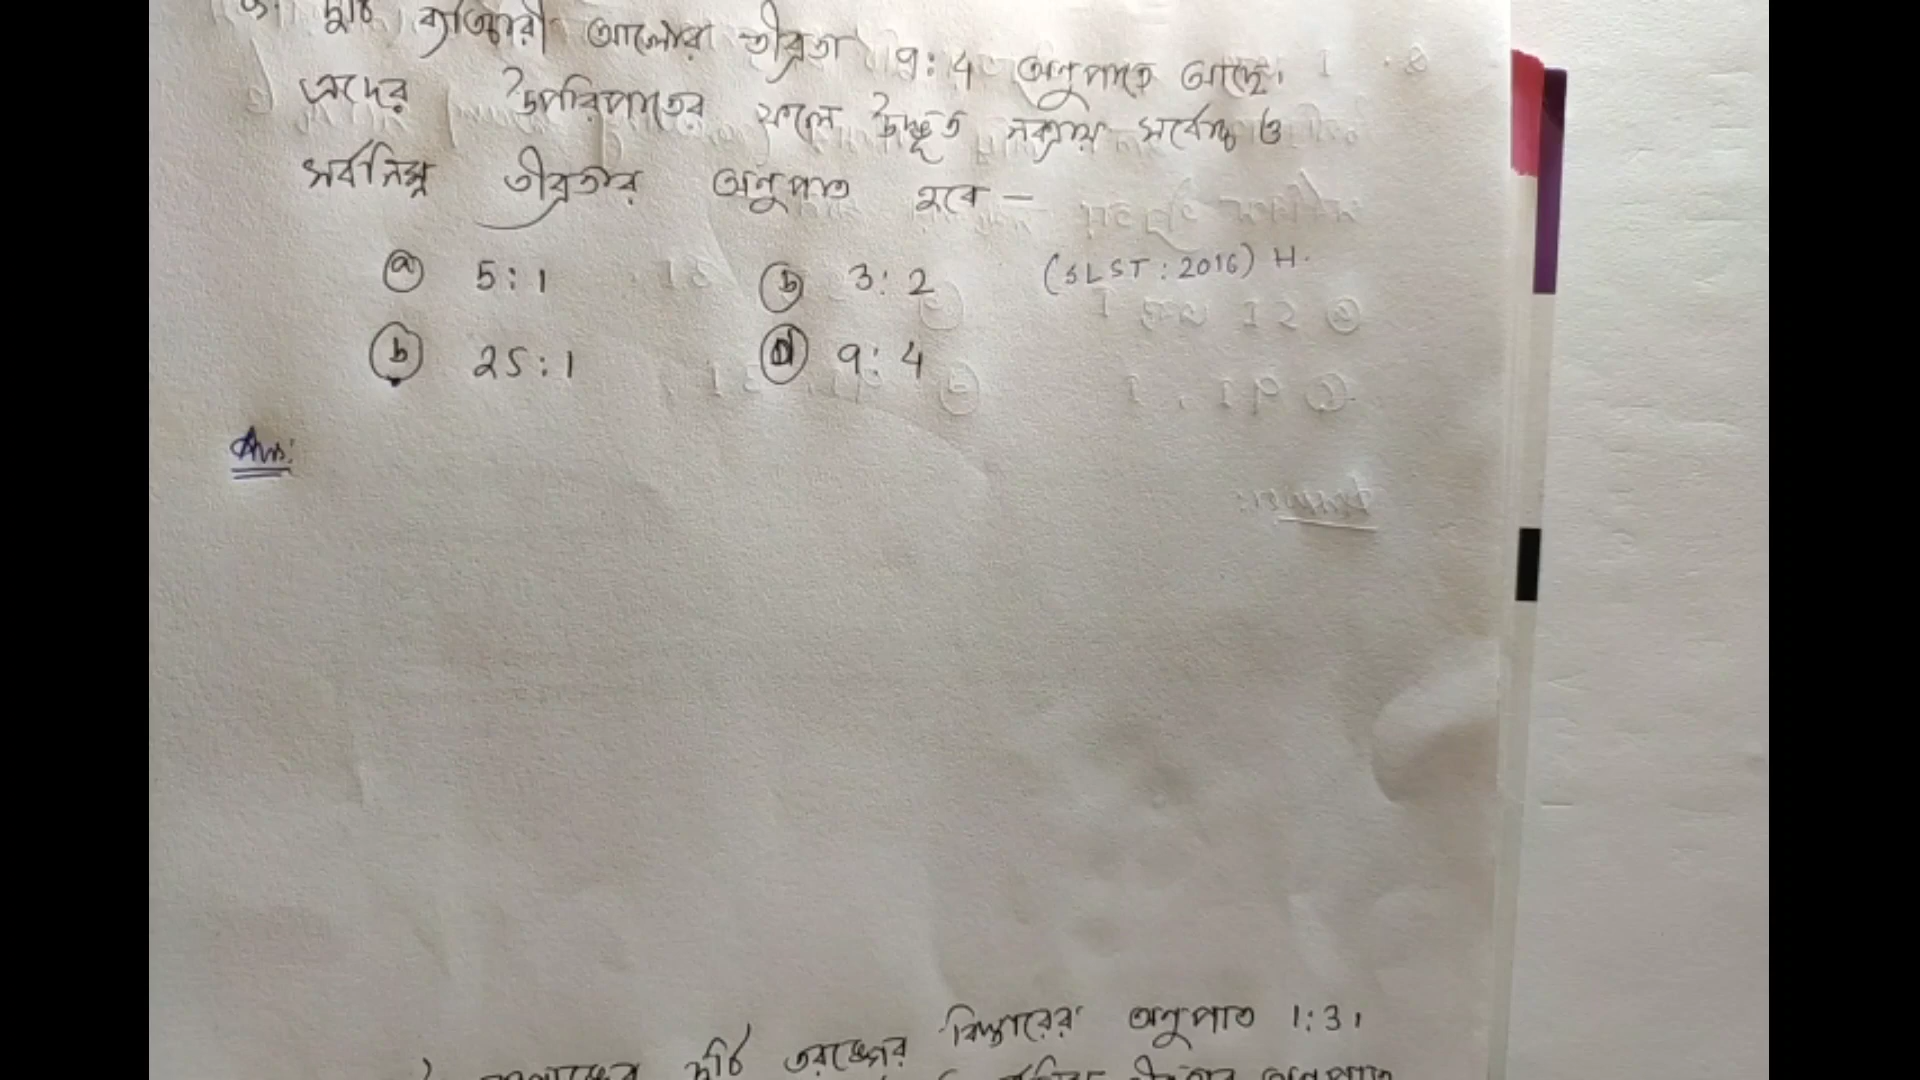 দুটি ব্যাতিচারী আলোর তীব্রতা 9:4 অনুপাতে আছে।
এদের উপরিপাতের ফলে উদ্ভূত নকশায় সর্বোচ্চ ও
সর্বনিম্ন তীব্রতার অনুপাত হবে –
(a) 5:1 (b) 3:2 (SLST: 2016) H.
(b) 25:1 (d) 9:4
Ans:
দুটি তরঙ্গের বিস্তারের অনুপাত 1:3।